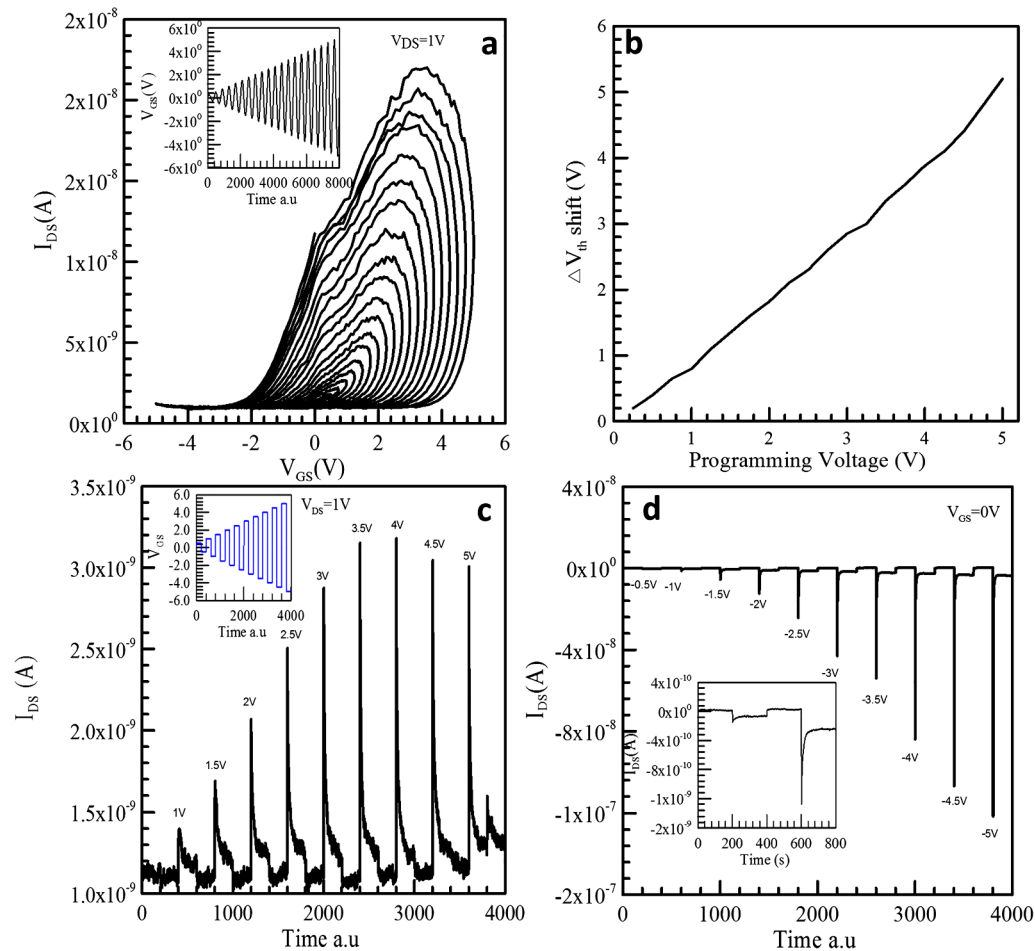 a
V_DS=1V
2x10⁻⁸
2x10⁻⁸
2x10⁻⁸
1x10⁻⁸
5x10⁻⁹
0x10⁰
I_DS(A)
-6 -4 -2 0 2 4 6
V_GS(V)
6x10⁰
4x10⁰
2x10⁰
0x10⁰
-2x10⁰
-4x10⁰
-6x10⁰
V_GS(V)
0 2000 4000 6000 8000
Time a.u
b
6
5
4
3
2
1
0
△ V_th shift (V)
0 1 2 3 4 5
Programming Voltage (V)
c
V_DS=1V
3.5x10⁻⁹
3.0x10⁻⁹
2.5x10⁻⁹
2.0x10⁻⁹
1.5x10⁻⁹
1.0x10⁻⁹
I_DS (A)
0 1000 2000 3000 4000
Time a.u
1V
1.5V
2V
2.5V
3V
3.5V
4V
4.5V
5V
6.0
4.0
2.0
0.0
-2.0
-4.0
-6.0
V_GS
0 2000 4000
Time a.u
d
V_GS=0V
4x10⁻⁸
0x10⁰
-4x10⁻⁸
-8x10⁻⁸
-1x10⁻⁷
-2x10⁻⁷
I_DS(A)
0 1000 2000 3000 4000
Time a.u
-0.5V
-1V
-1.5V
-2V
-2.5V
-3V
-3.5V
-4V
-4.5V
-5V
4x10⁻¹⁰
0x10⁰
-4x10⁻¹⁰
-8x10⁻¹⁰
-1x10⁻⁹
-2x10⁻⁹
I_DS(A)
0 200 400 600 800
Time (s)